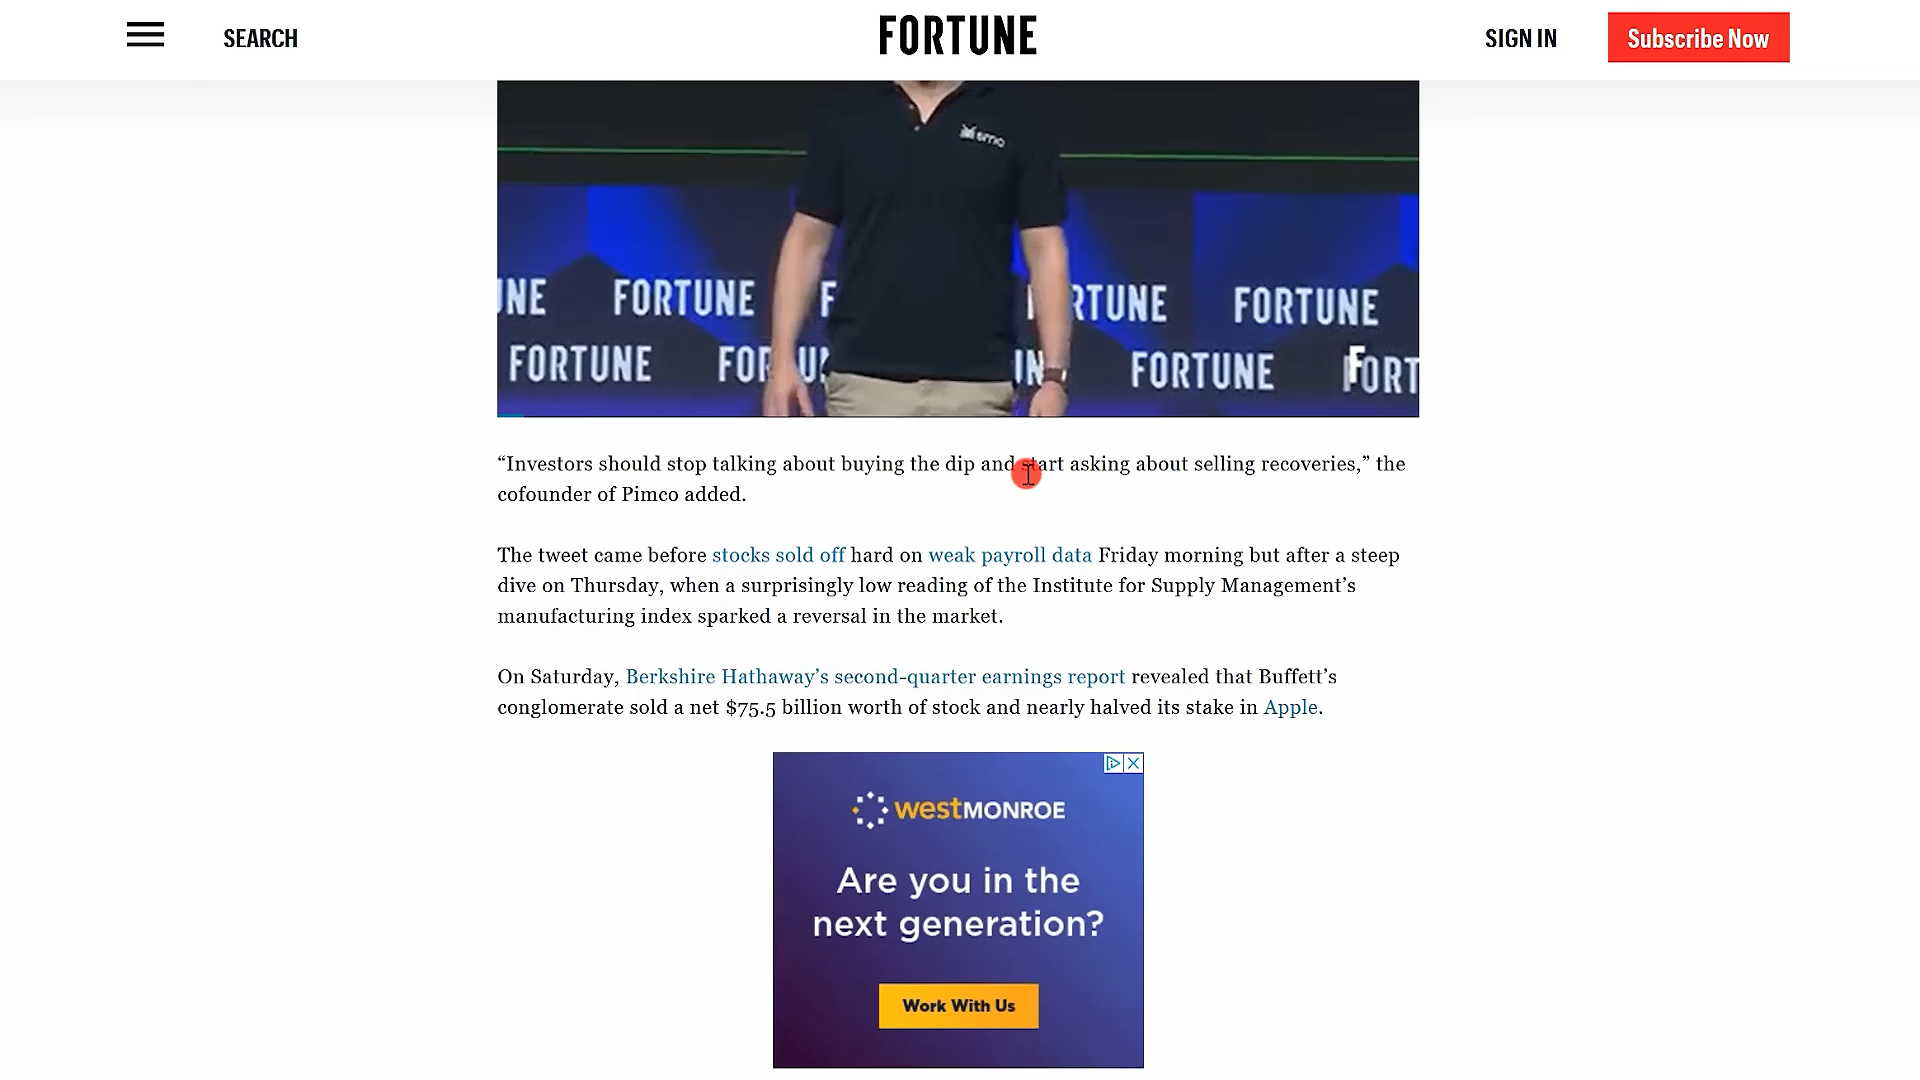 SEARCH
FORTUNE
SIGN IN
Subscribe Now
FORTUNE
FORTUNE
FORTUNE
FORTUNE
“Investors should stop talking about buying the dip and start asking about selling recoveries,” the
cofounder of Pimco added.
The tweet came before stocks sold off hard on weak payroll data Friday morning but after a steep
dive on Thursday, when a surprisingly low reading of the Institute for Supply Management’s
manufacturing index sparked a reversal in the market.
On Saturday, Berkshire Hathaway’s second-quarter earnings report revealed that Buffett’s
conglomerate sold a net $75.5 billion worth of stock and nearly halved its stake in Apple.
westMONROE
Are you in the
next generation?
Work With Us